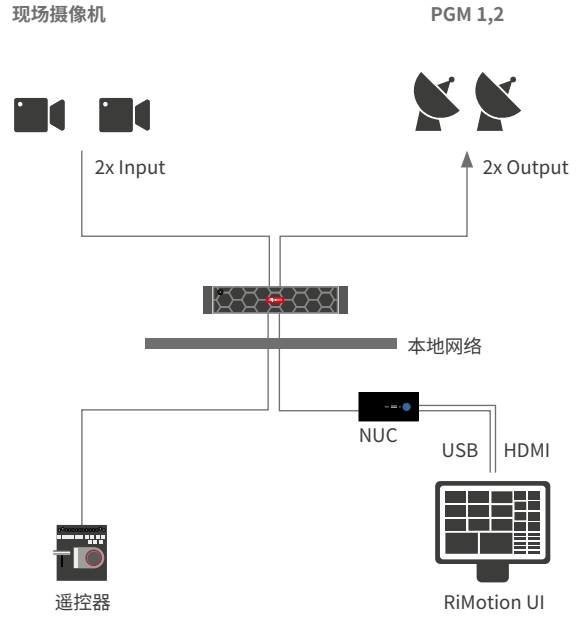 现场摄像机
PGM 1,2
2x Input
2x Output
本地网络
NUC
USB
HDMI
遥控器
RiMotion UI